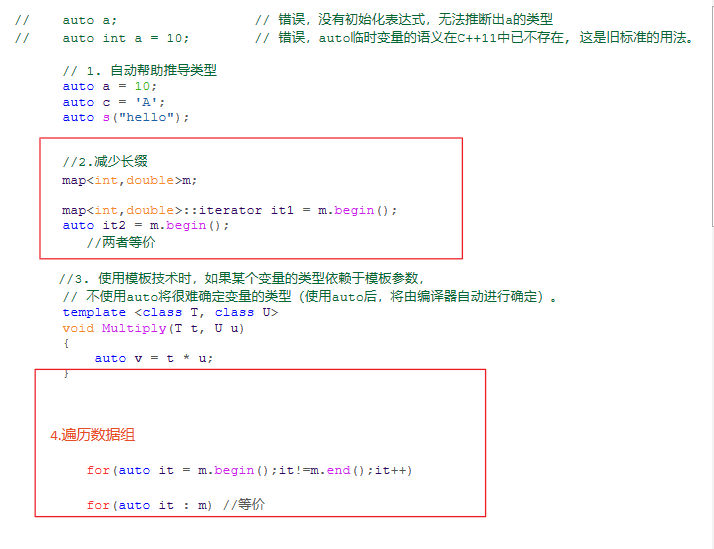 //    auto a;                 // 错误，没有初始化表达式，无法推断出a的类型
//    auto int a = 10;        // 错误，auto临时变量的语义在C++11中已不存在, 这是旧标准的用法。
// 1. 自动帮助推导类型
auto a = 10;
auto c = 'A';
auto s("hello");
//2.减少长缀
map<int,double>m;
map<int,double>::iterator it1 = m.begin();
auto it2 = m.begin();
//两者等价
//3. 使用模板技术时，如果某个变量的类型依赖于模板参数，
// 不使用auto将很难确定变量的类型（使用auto后，将由编译器自动进行确定）。
template <class T, class U>
void Multiply(T t, U u)
{
    auto v = t * u;
}
4.遍历数据组
for(auto it = m.begin();it!=m.end();it++)
for(auto it : m) //等价